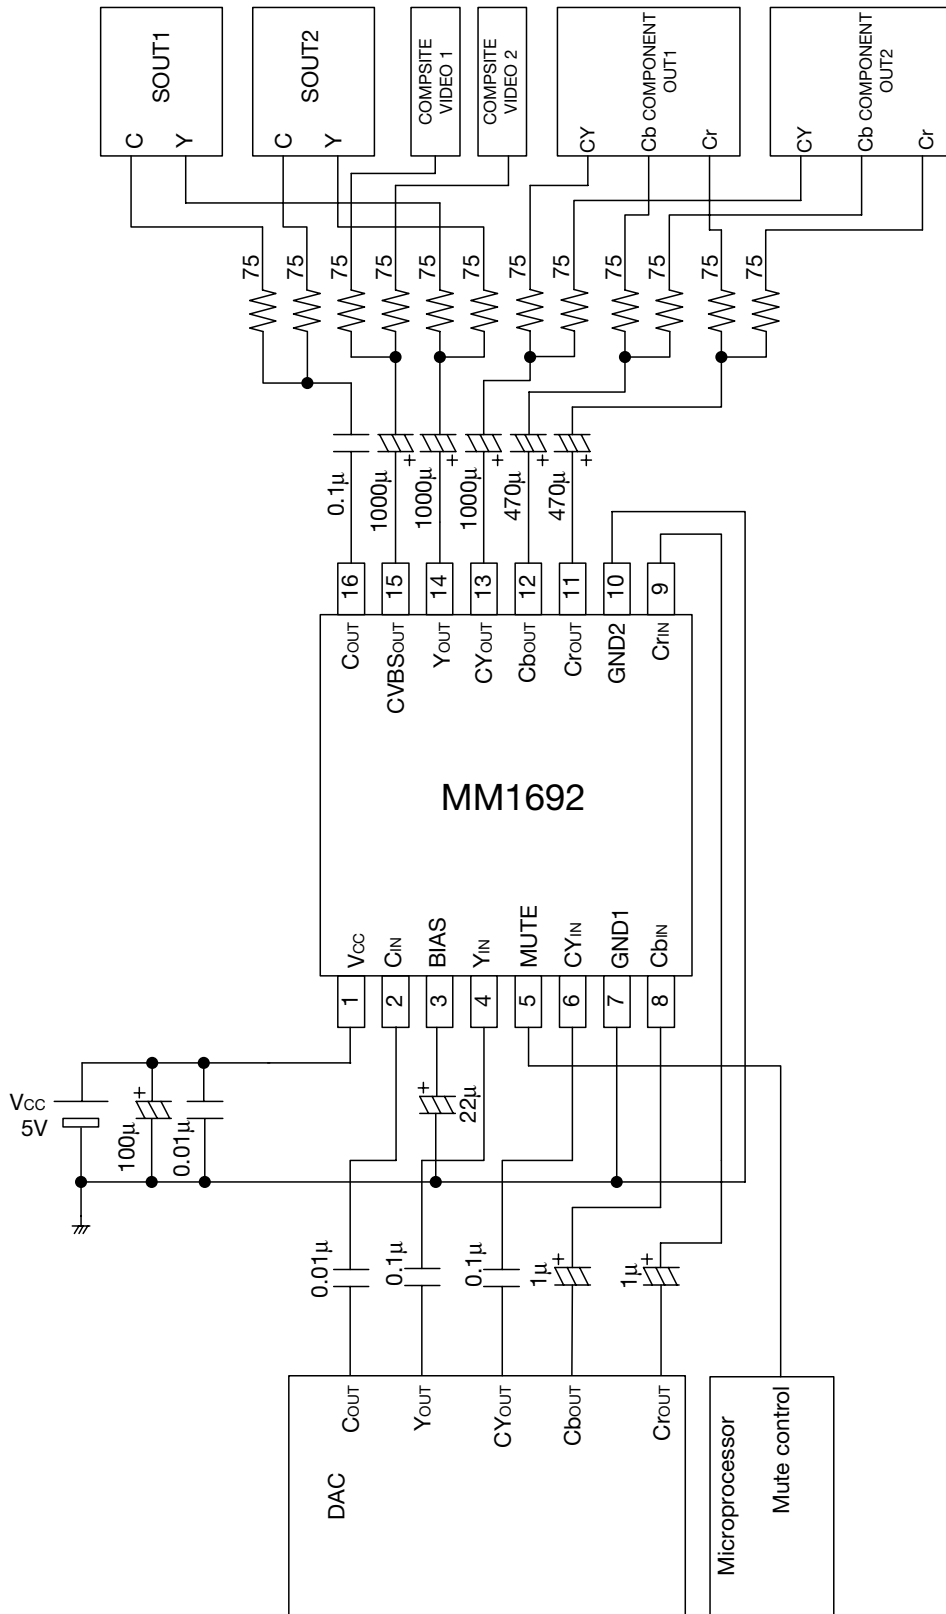 SOUT1
C
Y
SOUT2
C
Y
COMPSITE
VIDEO 1
COMPSITE
VIDEO 2
Cb COMPONENT
OUT1
CY
Cr
Cb COMPONENT
OUT2
CY
Cr
75
75
75
75
75
75
75
75
75
75
75
75
0.1μ
1000μ
1000μ
1000μ
470μ
470μ
+
+
+
+
+
16
15
14
13
12
11
10
9
COUT
CVBSOUT
YOUT
CYOUT
CbOUT
CrOUT
GND2
CrIN
MM1692
VCC
CIN
BIAS
YIN
MUTE
CYIN
GND1
CbIN
1
2
3
4
5
6
7
8
VCC
5V
100μ
+
0.01μ
22μ
+
0.01μ
0.1μ
0.1μ
1μ
+
1μ
+
COUT
YOUT
CYOUT
CbOUT
CrOUT
DAC
Microprocessor
Mute control